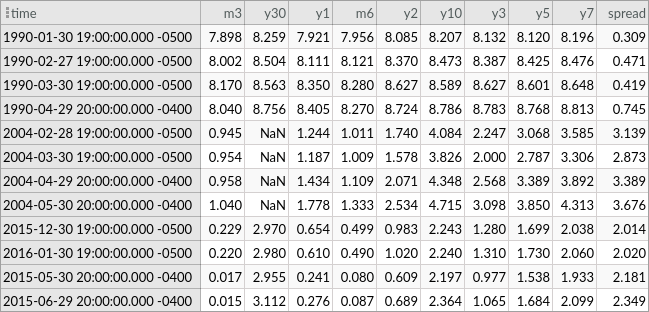 time m3 y30 y1 m6 y2 y10 y3 y5 y7 spread
1990-01-30 19:00:00.000 -0500 7.898 8.259 7.921 7.956 8.085 8.207 8.132 8.120 8.196 0.309
1990-02-27 19:00:00.000 -0500 8.002 8.504 8.111 8.121 8.370 8.473 8.387 8.425 8.476 0.471
1990-03-30 19:00:00.000 -0500 8.170 8.563 8.350 8.280 8.627 8.589 8.627 8.601 8.648 0.419
1990-04-29 20:00:00.000 -0400 8.040 8.756 8.405 8.270 8.724 8.786 8.783 8.768 8.813 0.745
2004-02-28 19:00:00.000 -0500 0.945 NaN 1.244 1.011 1.740 4.084 2.247 3.068 3.585 3.139
2004-03-30 19:00:00.000 -0500 0.954 NaN 1.187 1.009 1.578 3.826 2.000 2.787 3.306 2.873
2004-04-29 20:00:00.000 -0400 0.958 NaN 1.434 1.109 2.071 4.348 2.568 3.389 3.892 3.389
2004-05-30 20:00:00.000 -0400 1.040 NaN 1.778 1.333 2.534 4.715 3.098 3.850 4.313 3.676
2015-12-30 19:00:00.000 -0500 0.229 2.970 0.654 0.499 0.983 2.243 1.280 1.699 2.038 2.014
2016-01-30 19:00:00.000 -0500 0.220 2.980 0.610 0.490 1.020 2.240 1.310 1.730 2.060 2.020
2015-05-30 20:00:00.000 -0400 0.017 2.955 0.241 0.080 0.609 2.197 0.977 1.538 1.933 2.181
2015-06-29 20:00:00.000 -0400 0.015 3.112 0.276 0.087 0.689 2.364 1.065 1.684 2.099 2.349